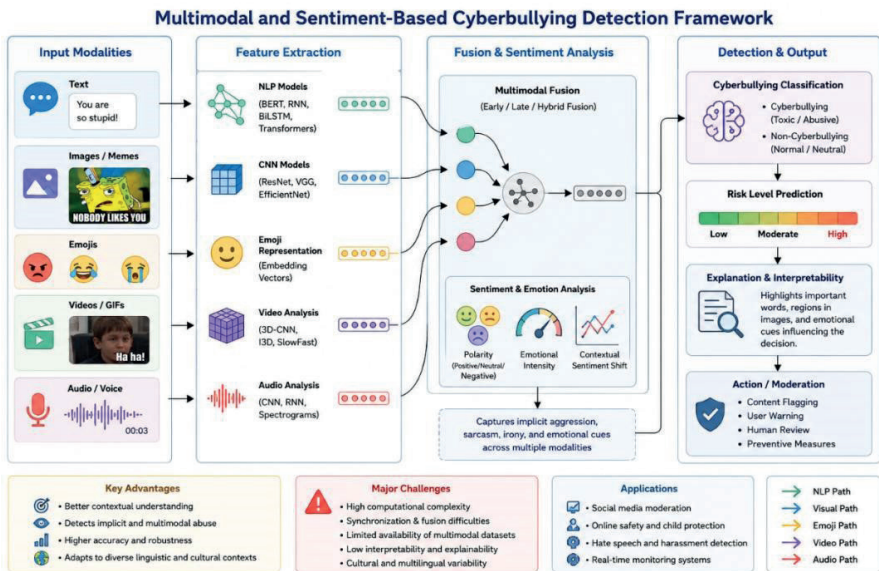 Multimodal and Sentiment-Based Cyberbullying Detection Framework
Input Modalities
Text
You are
so stupid!
Images / Memes
NOBODY LIKES YOU
Emojis
Videos / GIFs
Ha ha!
Audio / Voice
00:03
Feature Extraction
NLP Models
(BERT, RNN,
BiLSTM,
Transformers)
CNN Models
(ResNet, VGG,
EfficientNet)
Emoji
Representation
(Embedding
Vectors)
Video Analysis
(3D-CNN,
I3D, SlowFast)
Audio Analysis
(CNN, RNN,
Spectrograms)
Fusion & Sentiment Analysis
Multimodal Fusion
(Early / Late / Hybrid Fusion)
Sentiment & Emotion Analysis
Polarity
(Positive/Neutral/
Negative)
Emotional
Intensity
Contextual
Sentiment Shift
Captures implicit aggression,
sarcasm, irony, and emotional cues
across multiple modalities
Detection & Output
Cyberbullying Classification
• Cyberbullying
(Toxic / Abusive)
• Non-Cyberbullying
(Normal / Neutral)
Risk Level Prediction
Low Moderate High
Explanation & Interpretability
Highlights important
words, regions in
images, and emotional
cues influencing the
decision.
Action / Moderation
• Content Flagging
• User Warning
• Human Review
• Preventive Measures
Key Advantages
• Better contextual understanding
• Detects implicit and multimodal abuse
• Higher accuracy and robustness
• Adapts to diverse linguistic and cultural contexts
Major Challenges
• High computational complexity
• Synchronization & fusion difficulties
• Limited availability of multimodal datasets
• Low interpretability and explainability
• Cultural and multilingual variability
Applications
• Social media moderation
• Online safety and child protection
• Hate speech and harassment detection
• Real-time monitoring systems
NLP Path
Visual Path
Emoji Path
Video Path
Audio Path